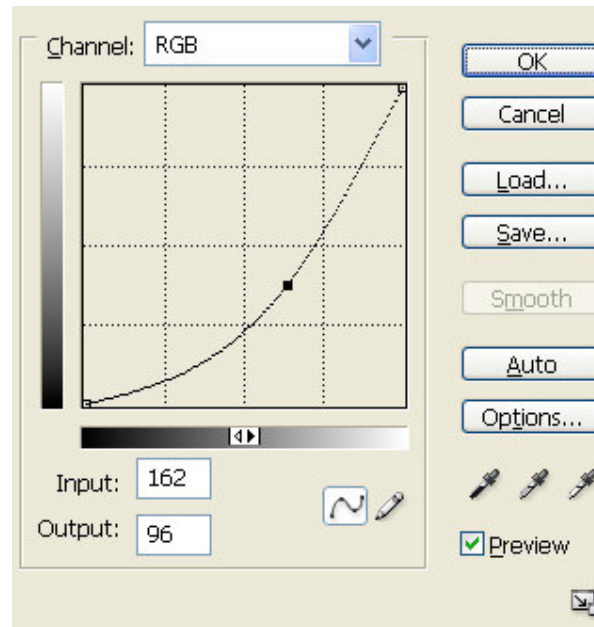 Channel: RGB
OK
Cancel
Load...
Save...
Smooth
Auto
Options...
Input: 162
Output: 96
Preview